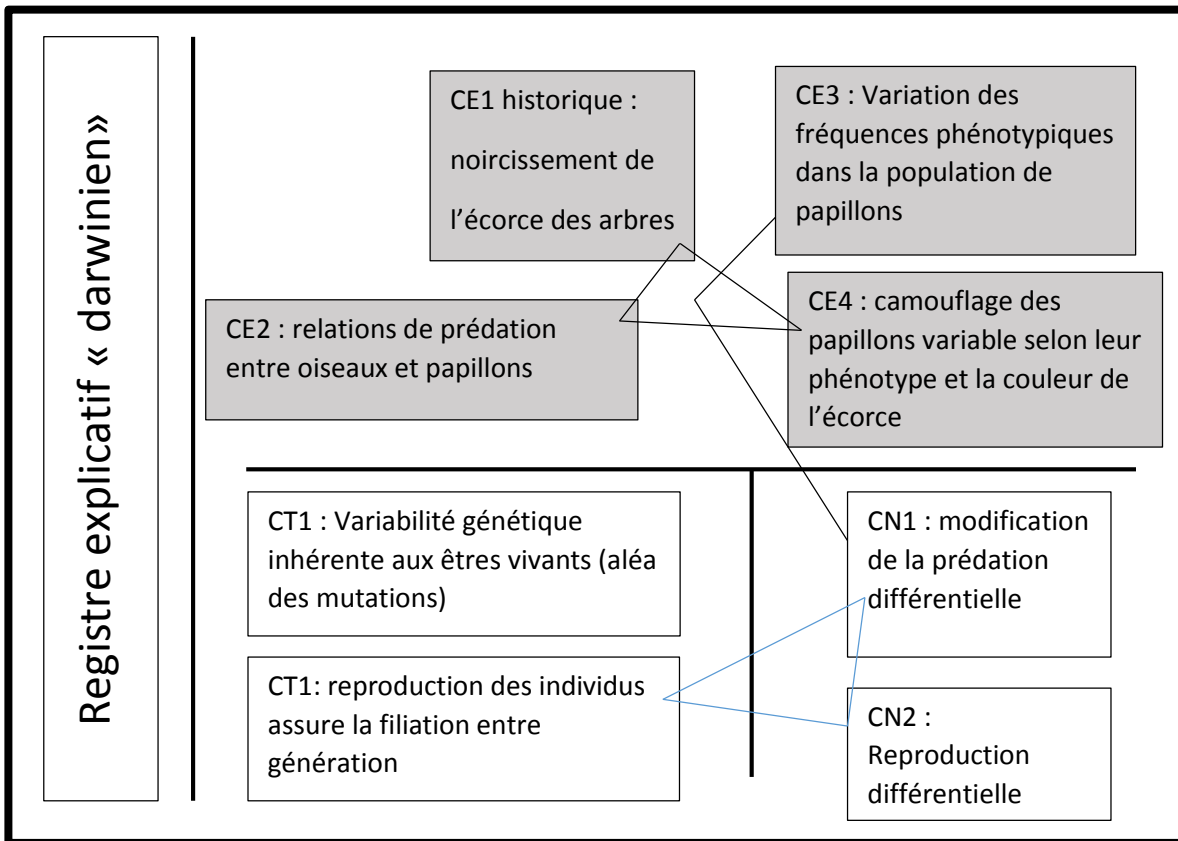 Registre explicatif « darwinien»
CE1 historique :
noircissement de
l’écorce des arbres
CE3 : Variation des
fréquences phénotypiques
dans la population de
papillons
CE2 : relations de prédation
entre oiseaux et papillons
CE4 : camouflage des
papillons variable selon leur
phénotype et la couleur de
l’écorce
CT1 : Variabilité génétique
inhérente aux êtres vivants (aléa
des mutations)
CN1 : modification
de la prédation
différentielle
CT1: reproduction des individus
assure la filiation entre
génération
CN2 :
Reproduction
différentielle